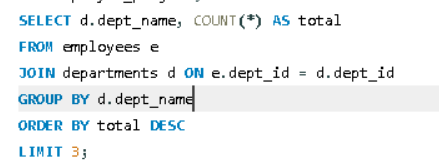 SELECT d.dept_name, COUNT(*) AS total
FROM employees e
JOIN departments d ON e.dept_id = d.dept_id
GROUP BY d.dept_name
ORDER BY total DESC
LIMIT 3;